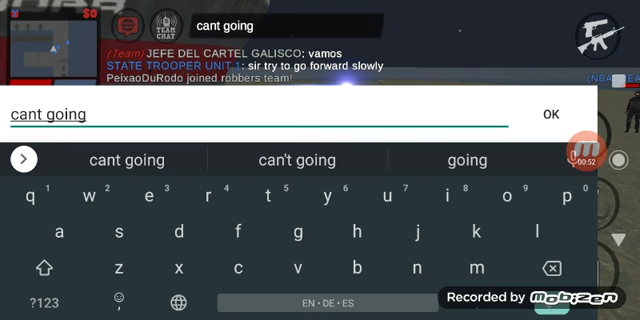 $0
cant going
TEAM CHAT
(Team) JEFE DEL CARTEL GALISCO: vamos
STATE TROOPER UNIT 1: sir try to go forward slowly
PeixaoDuRodo joined robbers team!
cant going
OK
cant going can't going going
00:52
q 1 w 2 e 3 r 4 t 5 y 6 u 7 i 8 o 9 p 0
a s d f g h j k l
z x c v b n m
?123 , EN • DE • ES
Recorded by Mobizen